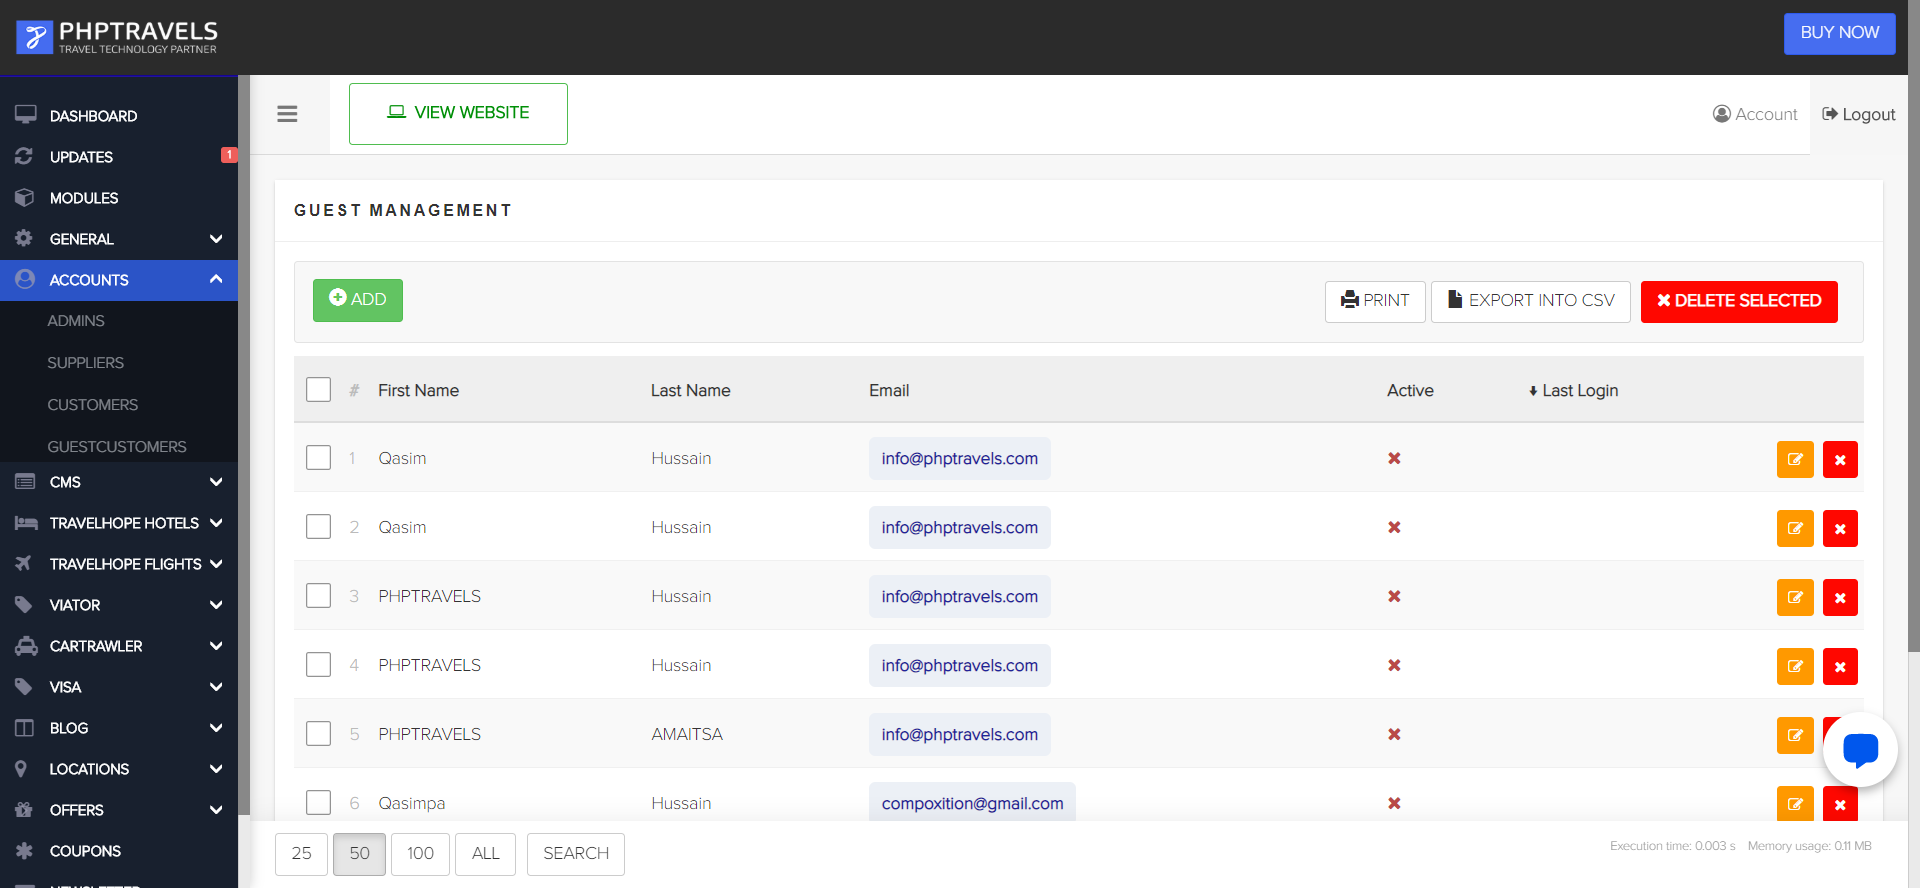 PHPTRAVELS
TRAVEL TECHNOLOGY PARTNER
BUY NOW
DASHBOARD
UPDATES 1
MODULES
GENERAL
ACCOUNTS
ADMINS
SUPPLIERS
CUSTOMERS
GUESTCUSTOMERS
CMS
TRAVELHOPE HOTELS
TRAVELHOPE FLIGHTS
VIATOR
CARTRAWLER
VISA
BLOG
LOCATIONS
OFFERS
COUPONS
NEWSLETTER
VIEW WEBSITE
Account
Logout
GUEST MANAGEMENT
ADD
PRINT
EXPORT INTO CSV
DELETE SELECTED
# First Name Last Name Email Active Last Login
1 Qasim Hussain info@phptravels.com
2 Qasim Hussain info@phptravels.com
3 PHPTRAVELS Hussain info@phptravels.com
4 PHPTRAVELS Hussain info@phptravels.com
5 PHPTRAVELS AMAITSA info@phptravels.com
6 Qasimpa Hussain compoxition@gmail.com
25 50 100 ALL SEARCH
Execution time: 0.003 s Memory usage: 0.11 MB